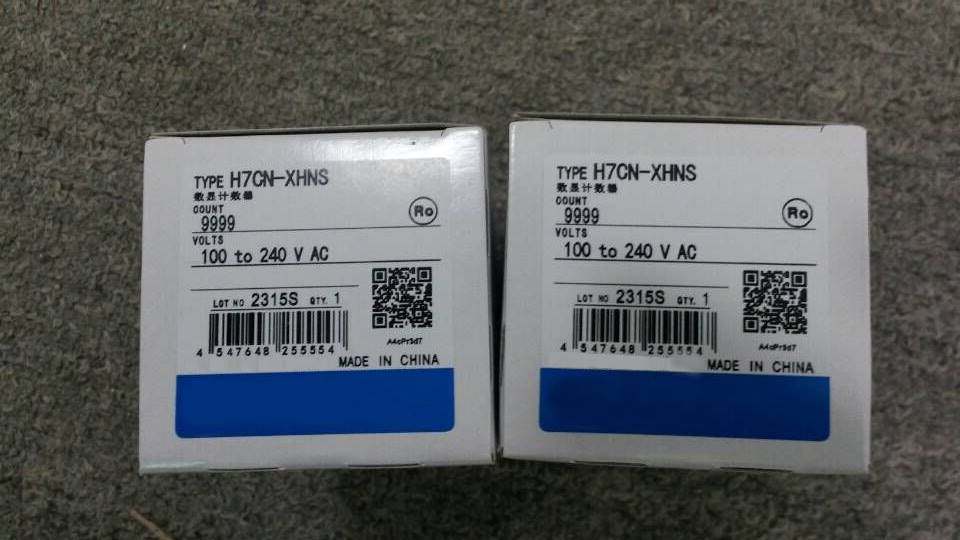 TYPE H7CN-XHNS
数显计数器
COUNT
9999
Ro
VOLTS
100 to 240 V AC
LOT NO 2315S QTY. 1
4 547648 255554
A4cPr3d7
MADE IN CHINA
TYPE H7CN-XHNS
数显计数器
COUNT
9999
Ro
VOLTS
100 to 240 V AC
LOT NO 2315S QTY. 1
4 547648 255554
A4cPr3d7
MADE IN CHINA